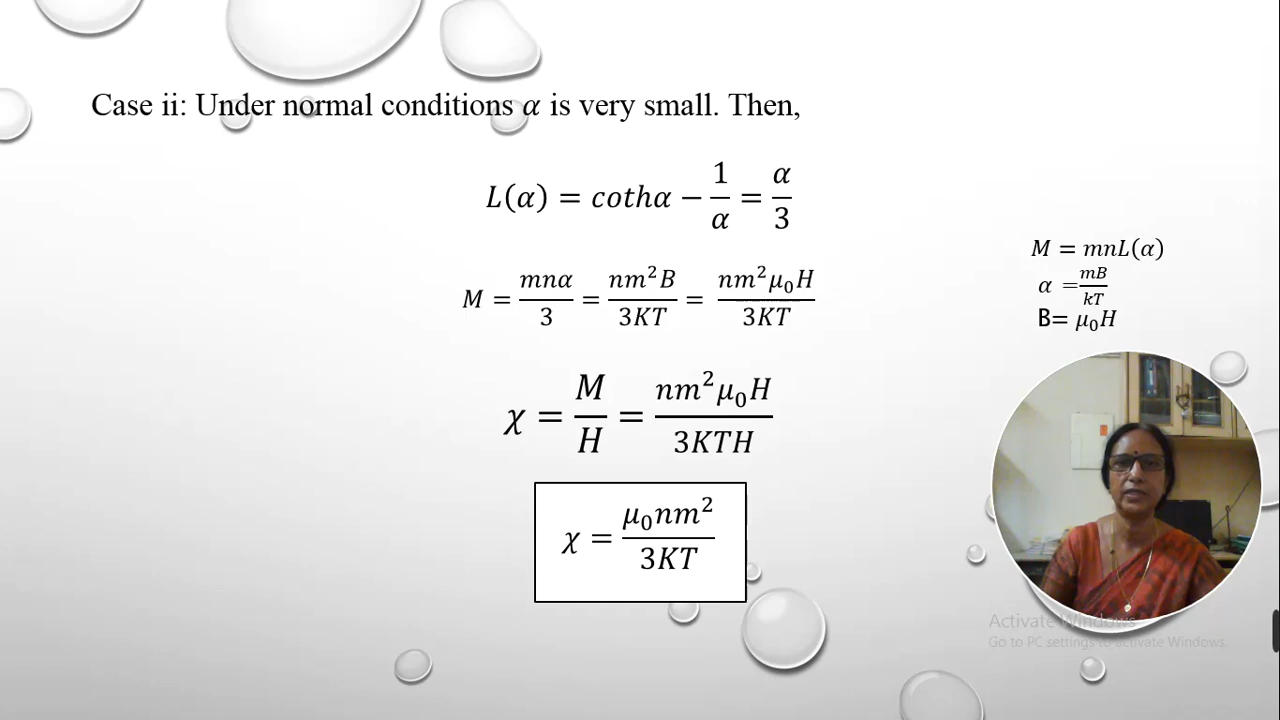 Case ii: Under normal conditions α is very small. Then,
L(α) = cothα − 1/α = α/3
M = mnL(α)
α = mB/kT
B= μ₀H
M = mnα/3 = nm²B/3KT = nm²μ₀H/3KT
χ = M/H = nm²μ₀H/3KTH
χ = μ₀nm²/3KT
Activate Windows
Go to PC settings to activate Windows.